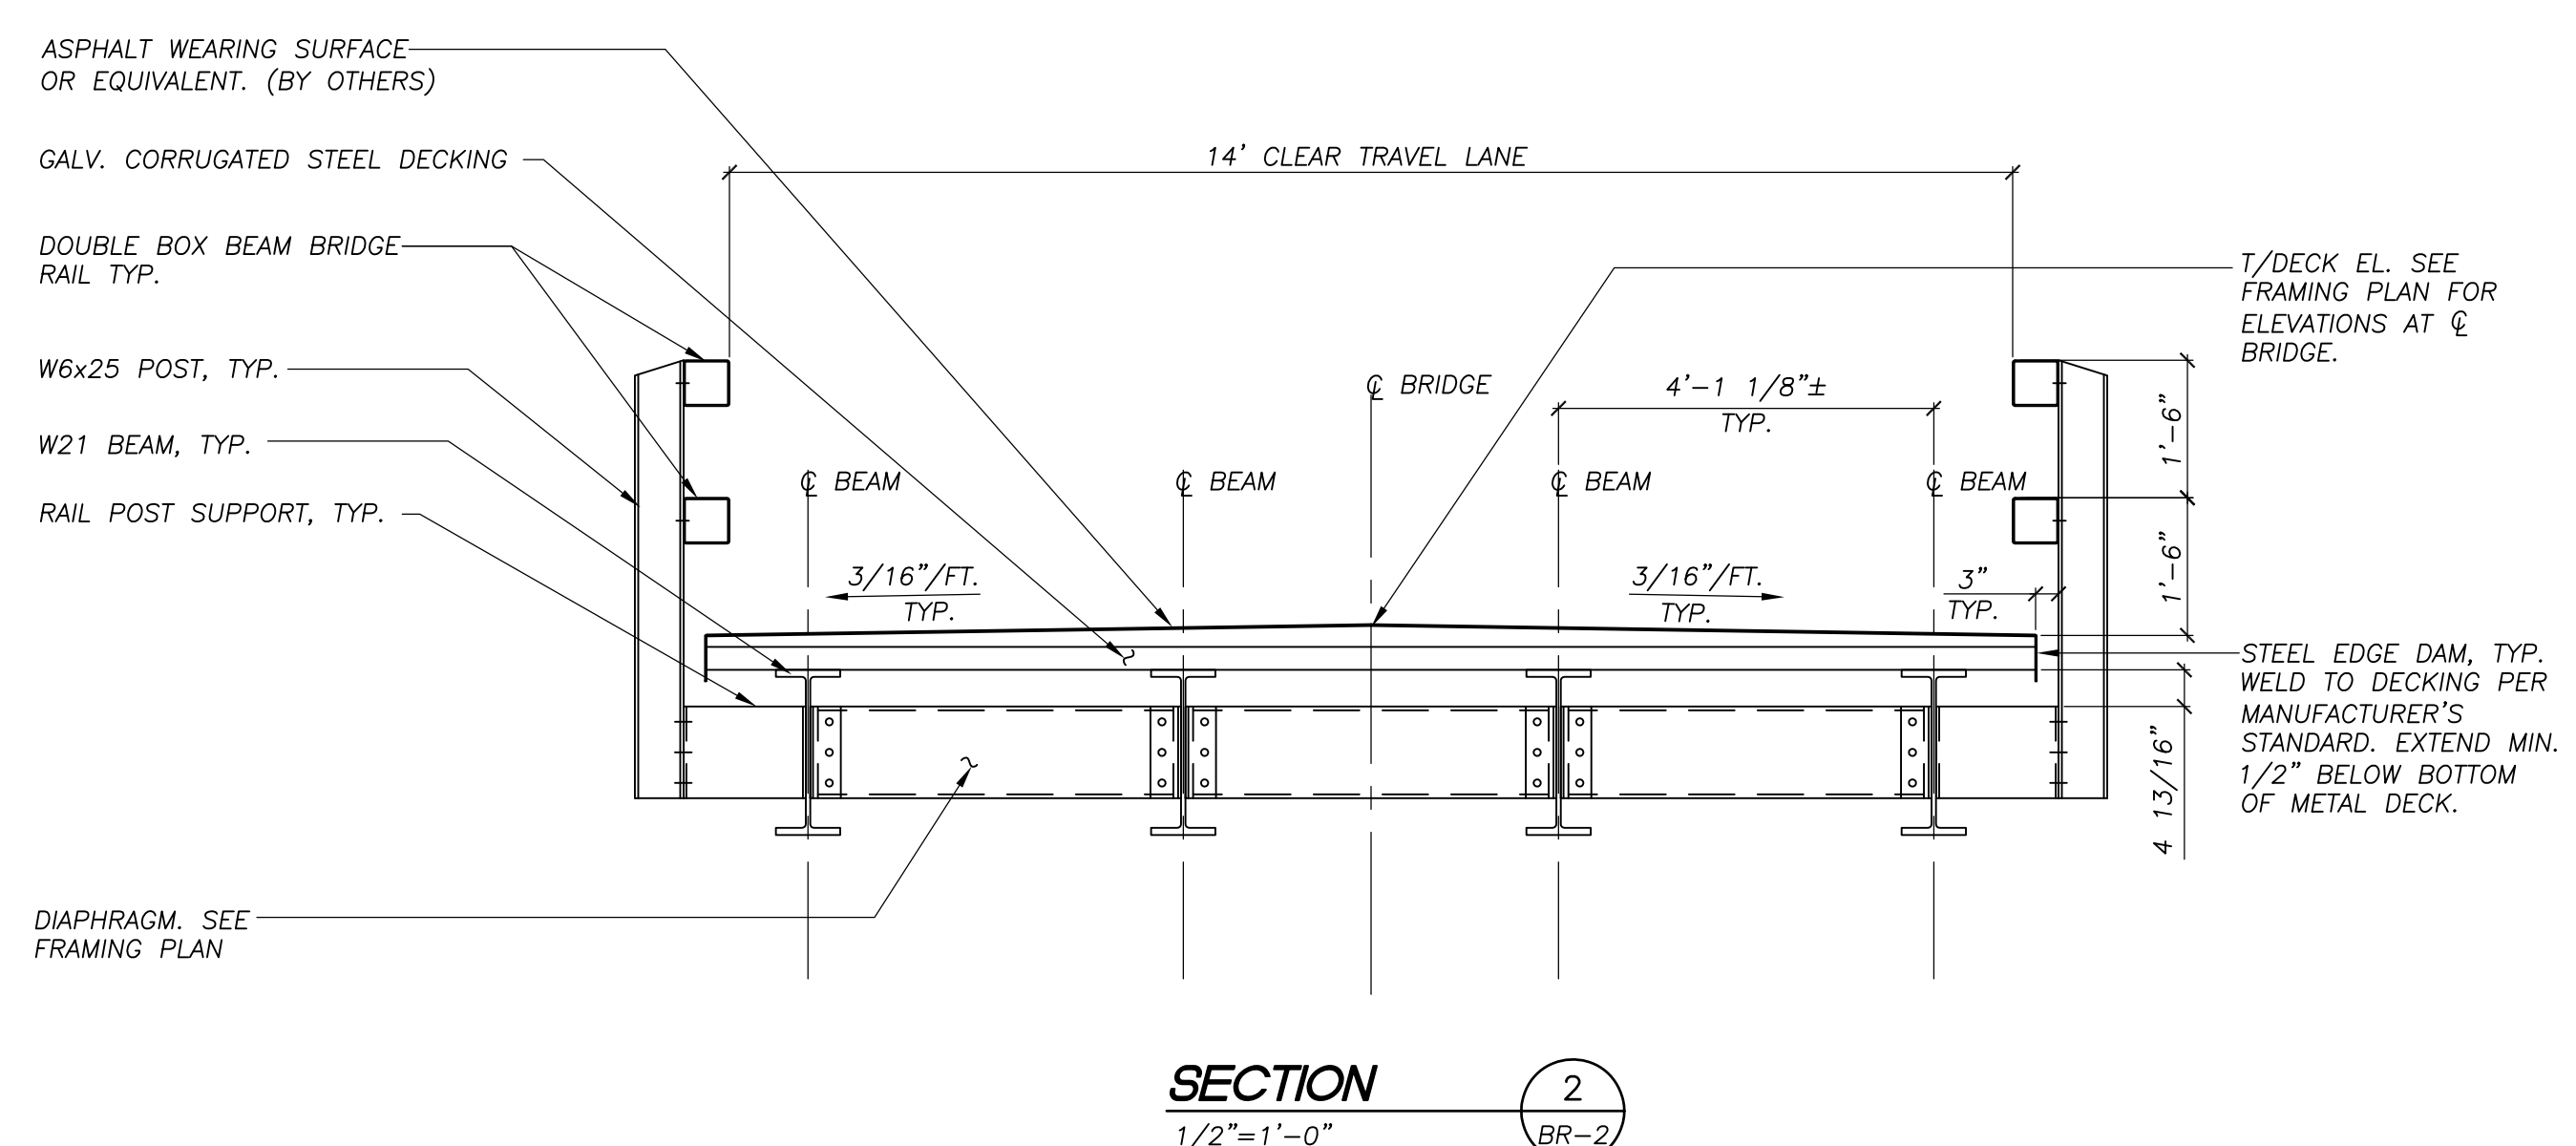 ASPHALT WEARING SURFACE
OR EQUIVALENT. (BY OTHERS)
GALV. CORRUGATED STEEL DECKING
DOUBLE BOX BEAM BRIDGE
RAIL TYP.
W6x25 POST, TYP.
W21 BEAM, TYP.
RAIL POST SUPPORT, TYP.
DIAPHRAGM. SEE
FRAMING PLAN
14' CLEAR TRAVEL LANE
℄ BRIDGE
4'-1 1/8"±
TYP.
℄ BEAM
℄ BEAM
℄ BEAM
℄ BEAM
3/16"/FT.
TYP.
3/16"/FT.
TYP.
3"
TYP.
T/DECK EL. SEE
FRAMING PLAN FOR
ELEVATIONS AT ℄
BRIDGE.
1'-6"
1'-6"
STEEL EDGE DAM, TYP.
WELD TO DECKING PER
MANUFACTURER'S
STANDARD. EXTEND MIN.
1/2" BELOW BOTTOM
OF METAL DECK.
4 13/16"
SECTION
1/2"=1'-0"
2
BR-2